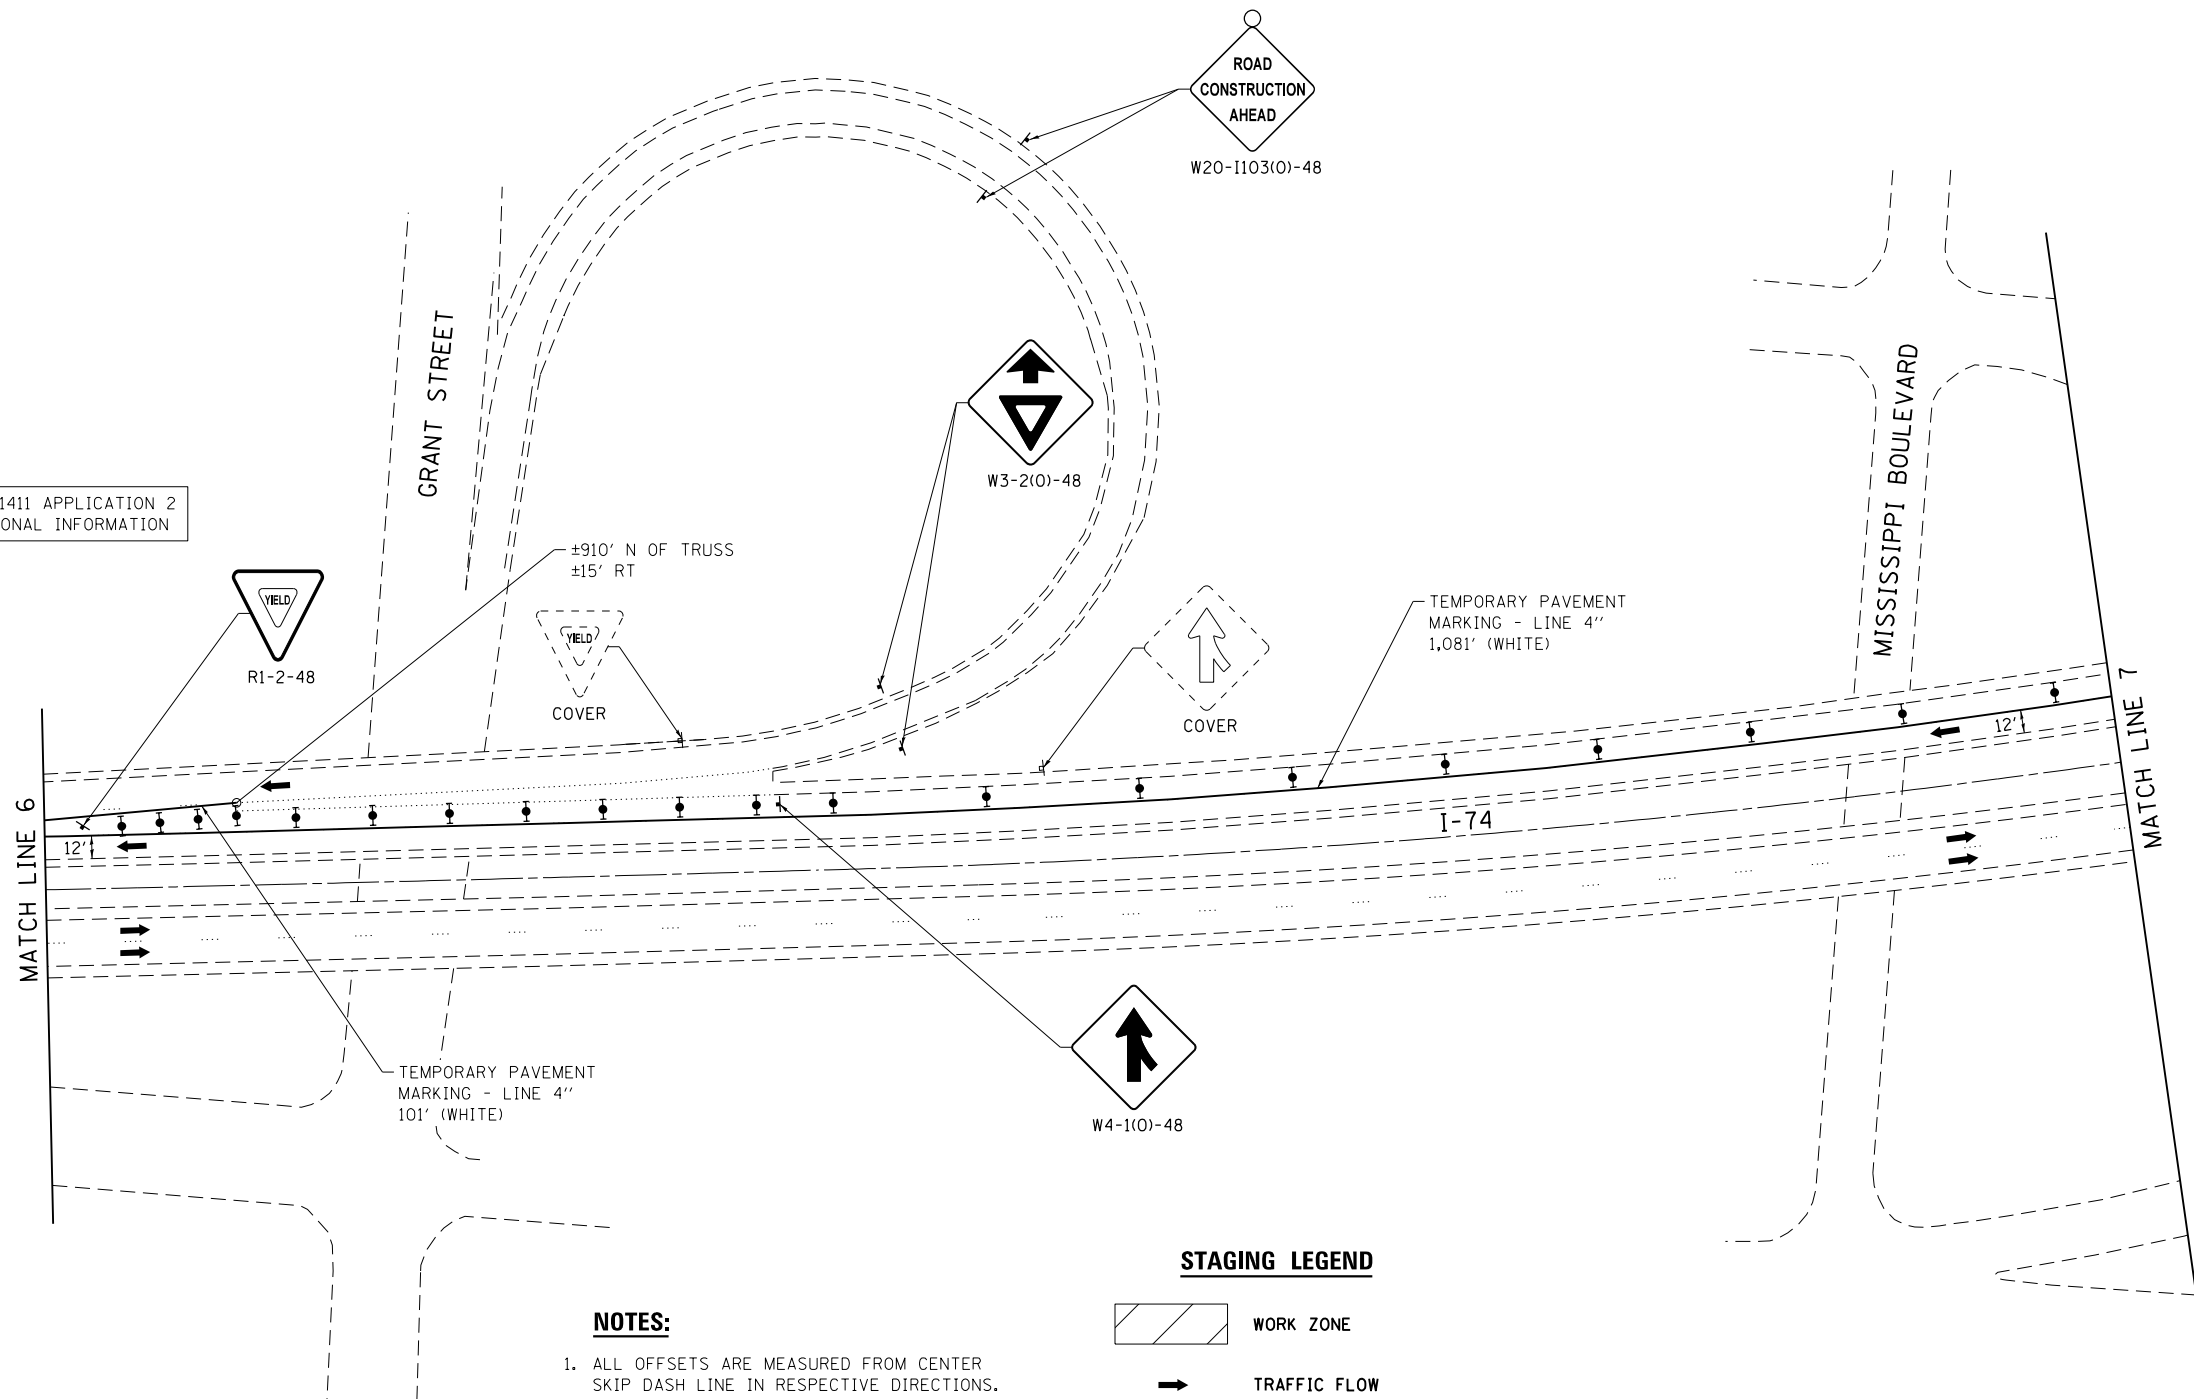 ROAD
CONSTRUCTION
AHEAD
W20-I103(O)-48
GRANT STREET
MISSISSIPPI BOULEVARD
W3-2(O)-48
1411 APPLICATION 2
ONAL INFORMATION
±910' N OF TRUSS
±15' RT
YIELD
R1-2-48
YIELD
COVER
COVER
TEMPORARY PAVEMENT
MARKING - LINE 4''
1,081' (WHITE)
MATCH LINE 6
MATCH LINE 7
12'
12'
I-74
TEMPORARY PAVEMENT
MARKING - LINE 4''
101' (WHITE)
W4-1(O)-48
STAGING LEGEND
WORK ZONE
TRAFFIC FLOW
NOTES:
1. ALL OFFSETS ARE MEASURED FROM CENTER
SKIP DASH LINE IN RESPECTIVE DIRECTIONS.